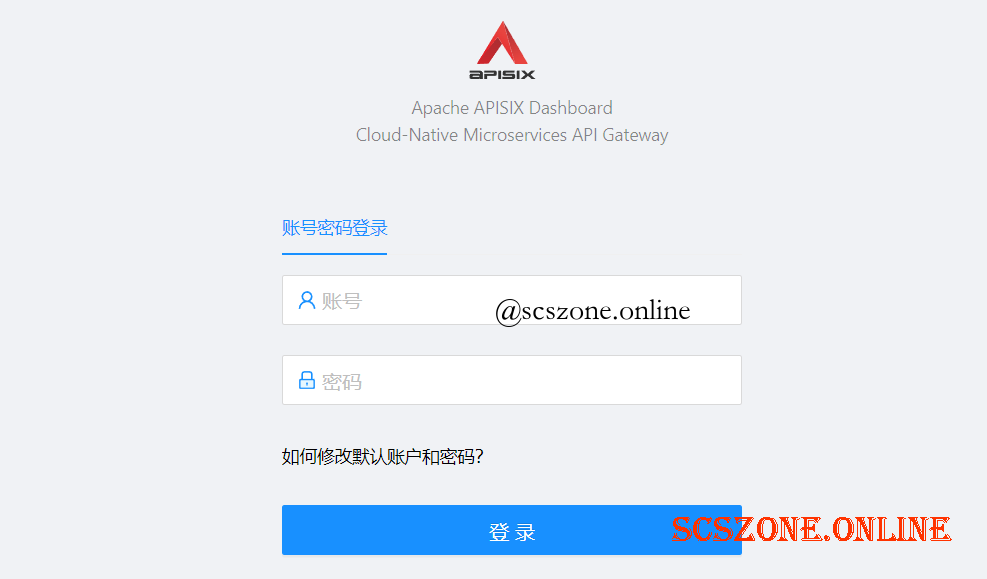 APISIX
Apache APISIX Dashboard
Cloud-Native Microservices API Gateway
账号密码登录
账号
@scszone.online
密码
如何修改默认账户和密码?
登 录
SCSZONE.ONLINE